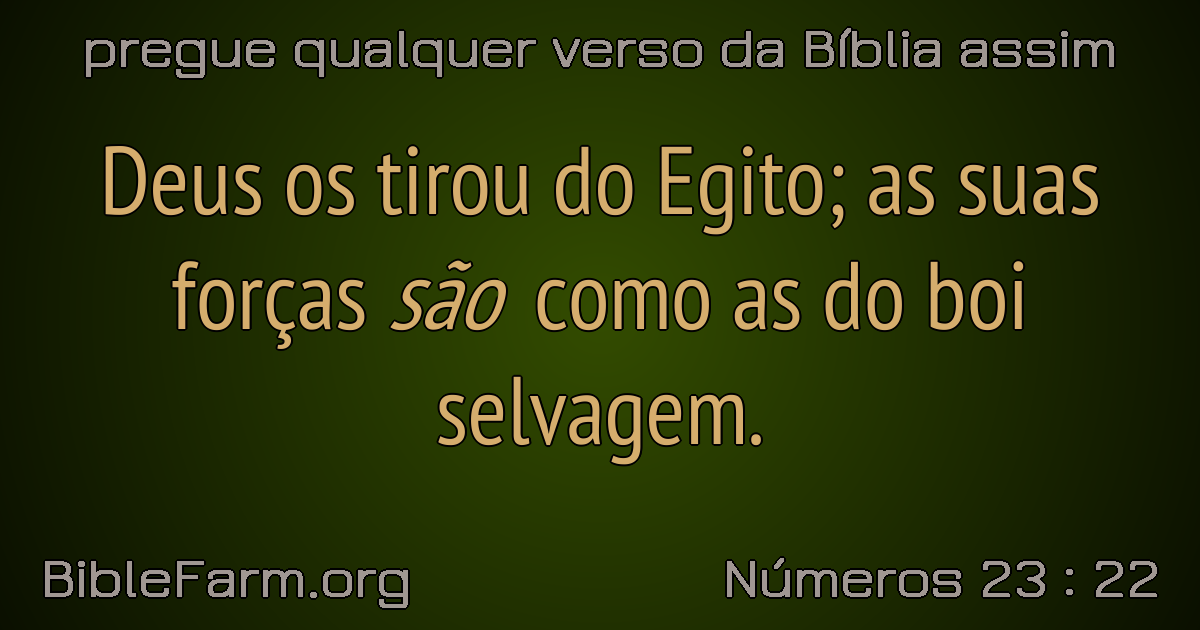 pregue qualquer verso da Bíblia assim
Deus os tirou do Egito; as suas
forças são como as do boi
selvagem.
BibleFarm.org
Números 23 : 22